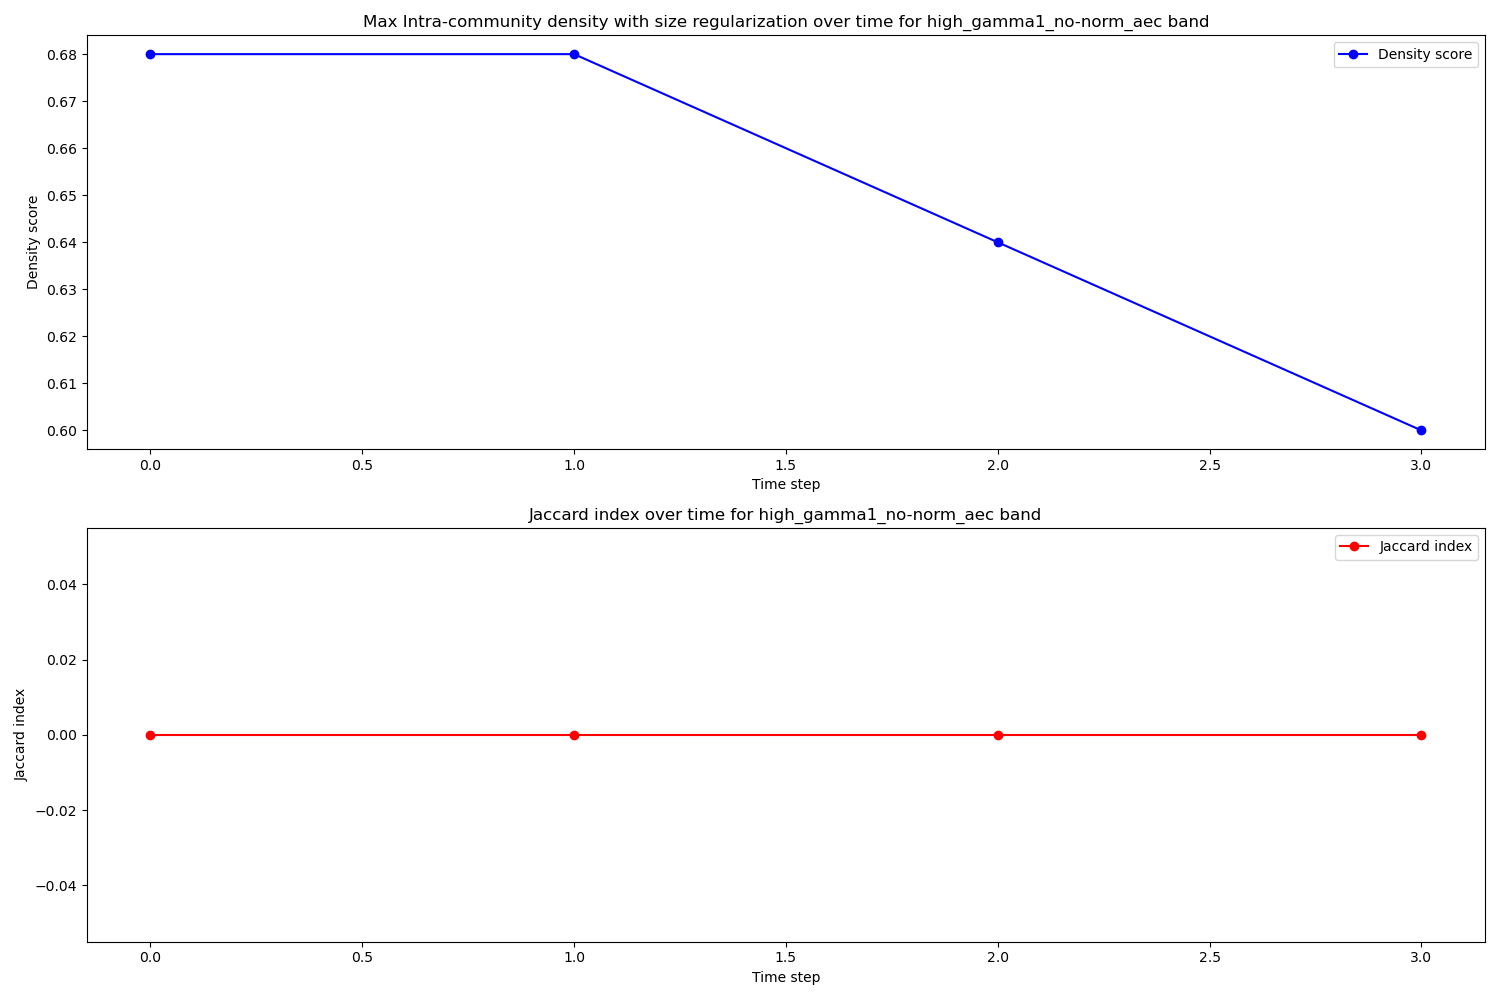 Max Intra-community density with size regularization over time for high_gamma1_no-norm_aec band
Density score
0.68
0.67
0.66
0.65
0.64
0.63
0.62
0.61
0.60
Density score
0.0 0.5 1.0 1.5 2.0 2.5 3.0
Time step
Jaccard index over time for high_gamma1_no-norm_aec band
Jaccard index
0.04
0.02
0.00
−0.02
−0.04
Jaccard index
0.0 0.5 1.0 1.5 2.0 2.5 3.0
Time step